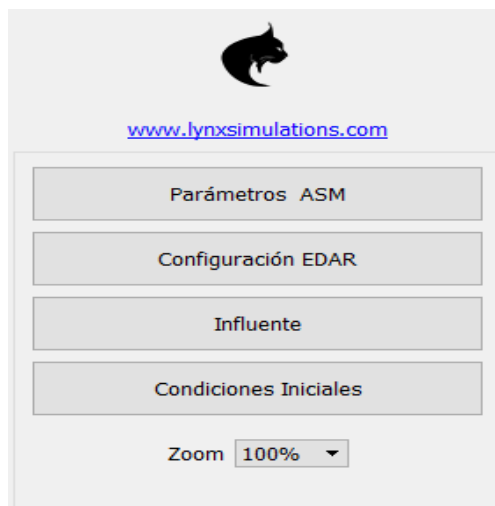 www.lynxsimulations.com
Parámetros ASM
Configuración EDAR
Influente
Condiciones Iniciales
Zoom 100%